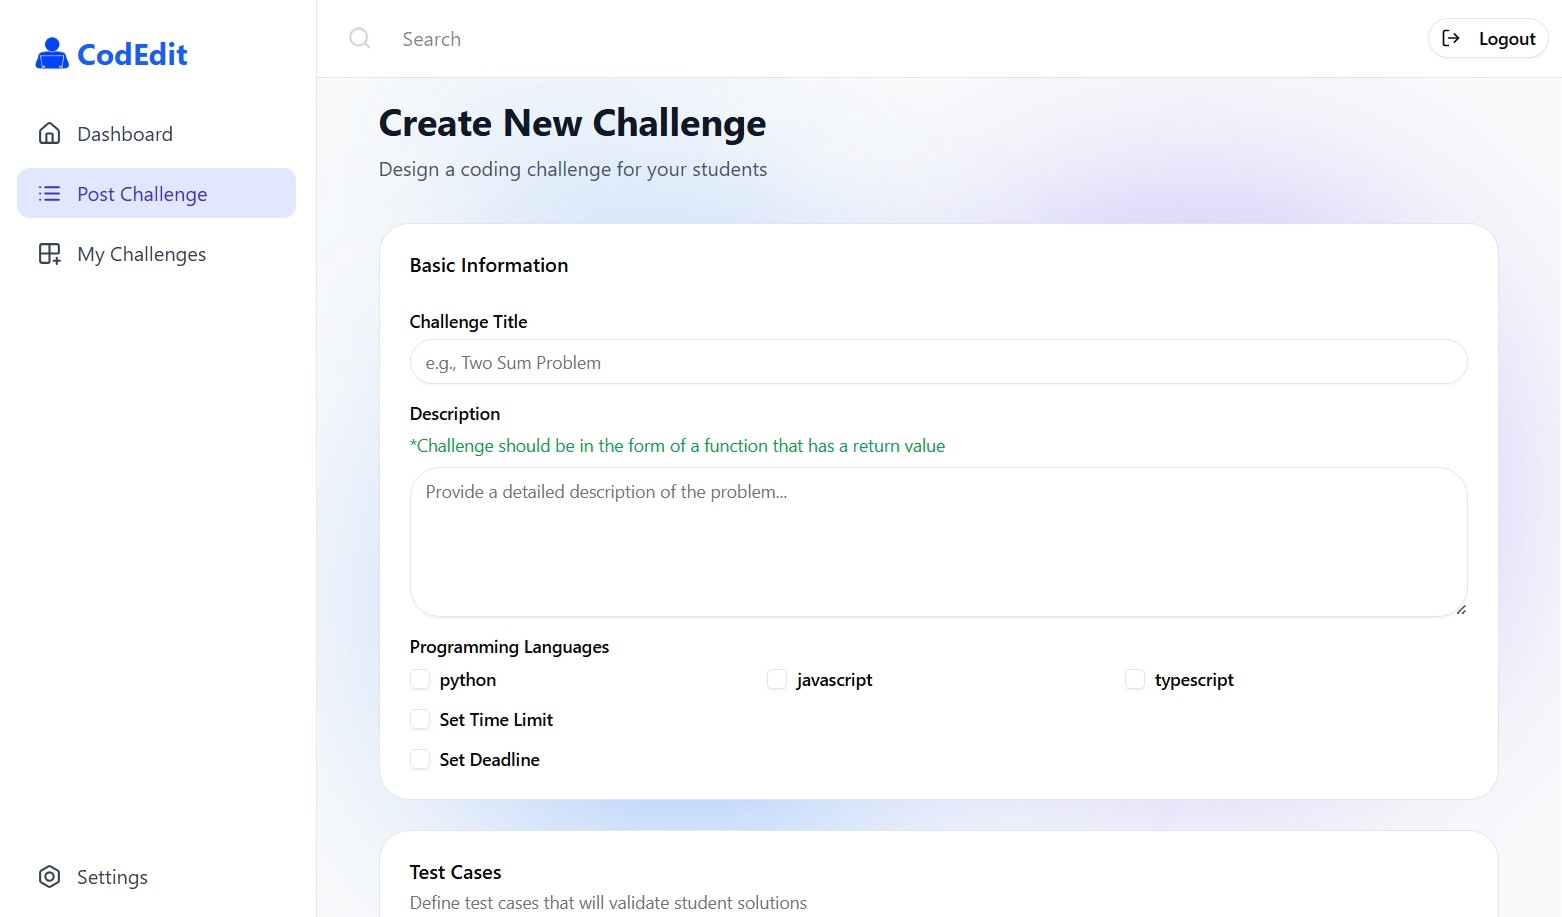 CodEdit
Dashboard
Post Challenge
My Challenges
Settings
Search
Logout
Create New Challenge
Design a coding challenge for your students
Basic Information
Challenge Title
e.g., Two Sum Problem
Description
*Challenge should be in the form of a function that has a return value
Provide a detailed description of the problem...
Programming Languages
python javascript typescript
Set Time Limit
Set Deadline
Test Cases
Define test cases that will validate student solutions